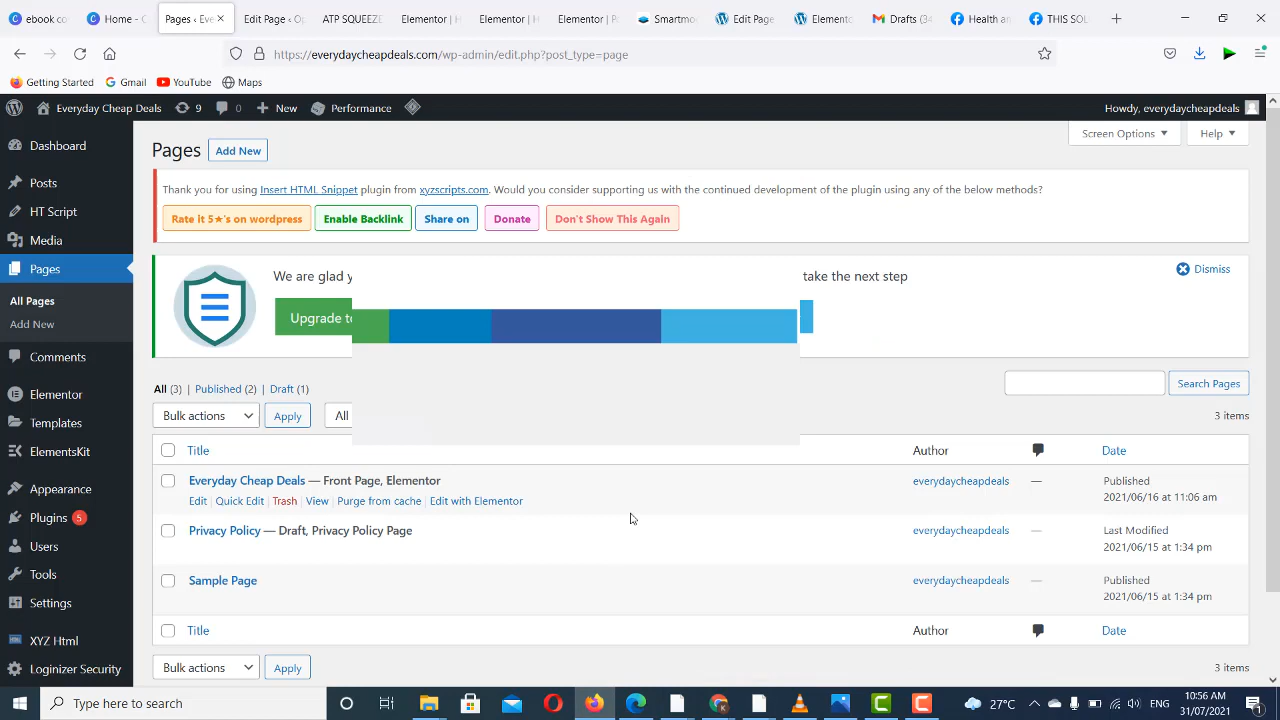 ebook co
Home - C
Pages ‹ Eve
Edit Page ‹ O
ATP SQUEEZE
Elementor | H
Elementor | H
Elementor | P
Smartmo
Edit Page
Elemento
Drafts (34
Health an
THIS SOL
https://everydaycheapdeals.com/wp-admin/edit.php?post_type=page
Getting Started
Gmail
YouTube
Maps
Everyday Cheap Deals
9
0
New
Performance
Howdy, everydaycheapdeals
Dashboard
Posts
HT Script
Media
Pages
All Pages
Add New
Comments
Elementor
Templates
ElementsKit
Appearance
Plugins 5
Users
Tools
Settings
XYZ Html
Loginizer Security
Screen Options
Help
Pages
Add New
Thank you for using Insert HTML Snippet plugin from xyzscripts.com. Would you consider supporting us with the continued development of the plugin using any of the below methods?
Rate it 5★'s on wordpress
Enable Backlink
Share on
Donate
Don't Show This Again
We are glad y
take the next step
Dismiss
Upgrade to
All (3) | Published (2) | Draft (1)
Search Pages
Bulk actions
Apply
All
3 items
Title
Author
Date
Everyday Cheap Deals — Front Page, Elementor
everydaycheapdeals
—
Published
2021/06/16 at 11:06 am
Edit | Quick Edit | Trash | View | Purge from cache | Edit with Elementor
Privacy Policy — Draft, Privacy Policy Page
everydaycheapdeals
—
Last Modified
2021/06/15 at 1:34 pm
Sample Page
everydaycheapdeals
—
Published
2021/06/15 at 1:34 pm
Title
Author
Date
Bulk actions
Apply
3 items
Type here to search
27°C
ENG
10:56 AM
31/07/2021